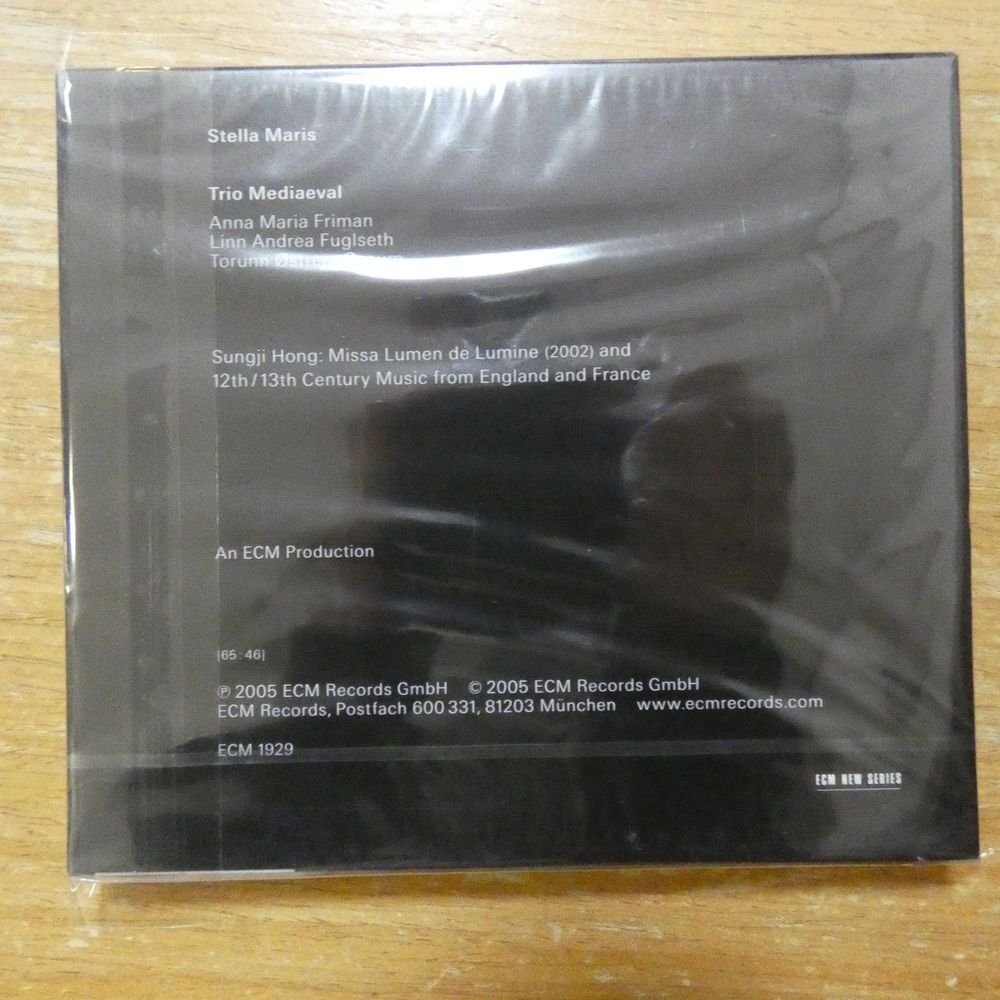 Stella Maris
Trio Mediaeval
Anna Maria Friman
Linn Andrea Fuglseth
Torunn
Sungji Hong: Missa Lumen de Lumine (2002) and
12th/13th Century Music from England and France
An ECM Production
|65:46|
℗ 2005 ECM Records GmbH © 2005 ECM Records GmbH
ECM Records, Postfach 600 331, 81203 München www.ecmrecords.com
ECM 1929
ECM NEW SERIES